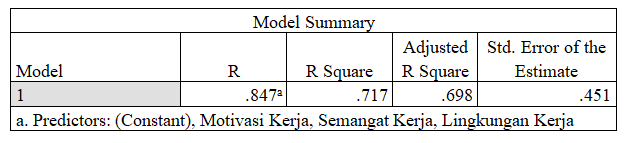 Model Summary
Model R R Square Adjusted R Square Std. Error of the Estimate
1 .847ᵃ .717 .698 .451
a. Predictors: (Constant), Motivasi Kerja, Semangat Kerja, Lingkungan Kerja